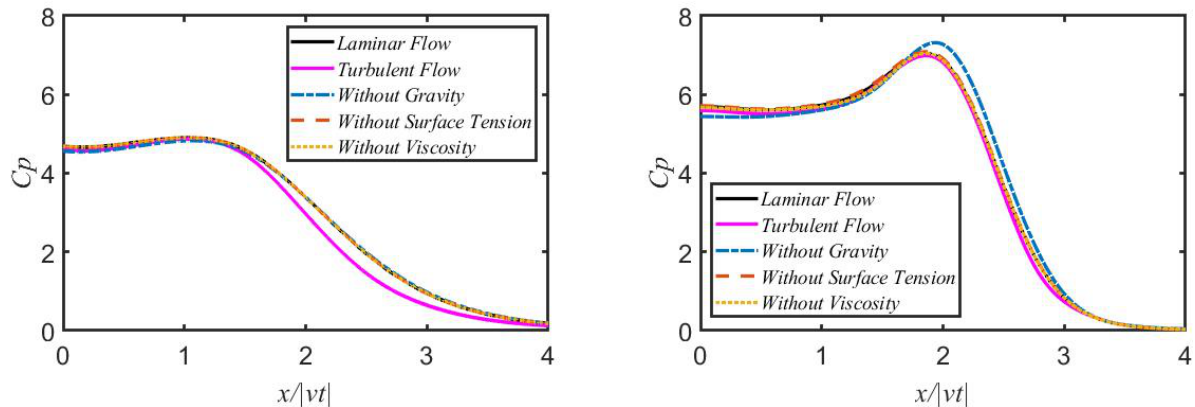 8
6
4
2
0
Cp
Laminar Flow
Turbulent Flow
Without Gravity
Without Surface Tension
Without Viscosity
0 1 2 3 4
x/|vt|
8
6
4
2
0
Cp
Laminar Flow
Turbulent Flow
Without Gravity
Without Surface Tension
Without Viscosity
0 1 2 3 4
x/|vt|